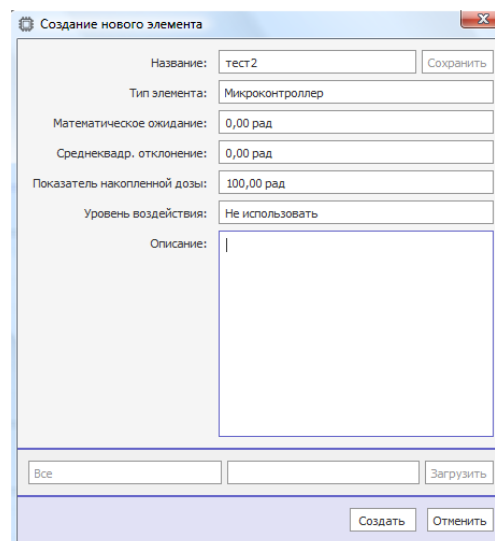 Создание нового элемента
Название: тест2 Сохранить
Тип элемента: Микроконтроллер
Математическое ожидание: 0,00 рад
Среднеквадр. отклонение: 0,00 рад
Показатель накопленной дозы: 100,00 рад
Уровень воздействия: Не использовать
Описание:
Все Загрузить
Создать Отменить